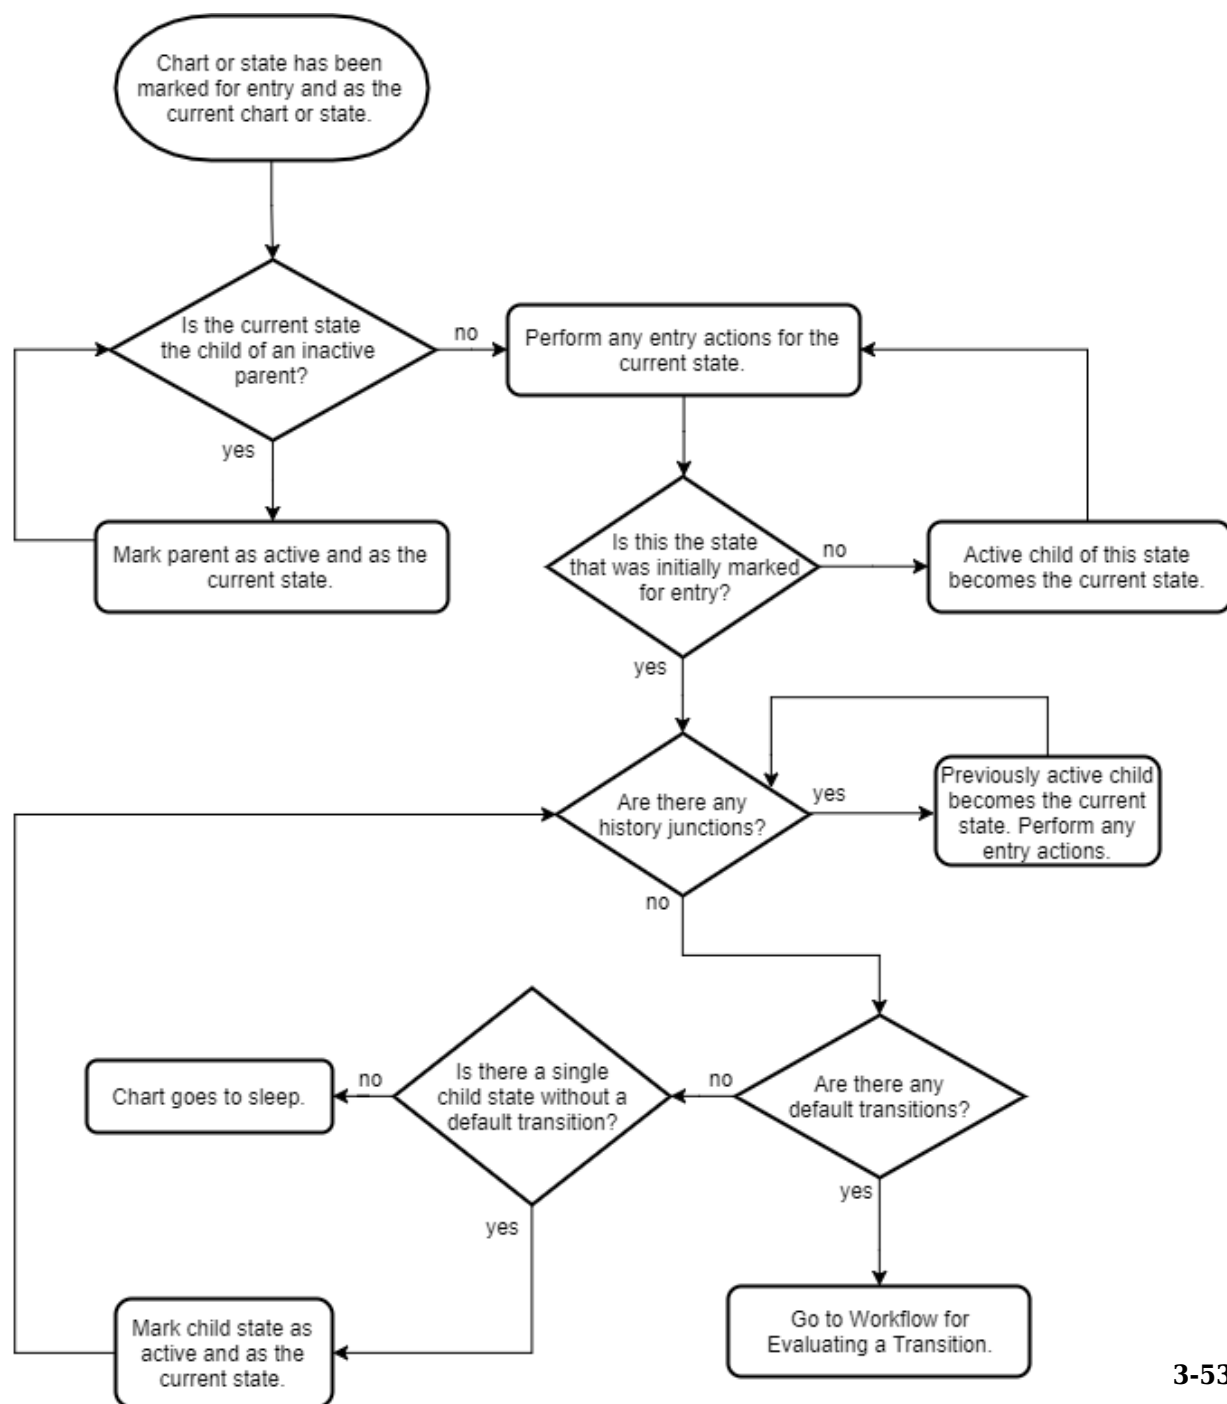 Chart or state has been
marked for entry and as the
current chart or state.
Is the current state
the child of an inactive
parent?
no
Perform any entry actions for the
current state.
yes
Mark parent as active and as the
current state.
Is this the state
that was initially marked
for entry?
no
Active child of this state
becomes the current state.
yes
Are there any
history junctions?
yes
Previously active child
becomes the current
state. Perform any
entry actions.
no
Are there any
default transitions?
no
Is there a single
child state without a
default transition?
no
Chart goes to sleep.
yes
yes
Mark child state as
active and as the
current state.
Go to Workflow for
Evaluating a Transition.
3-53